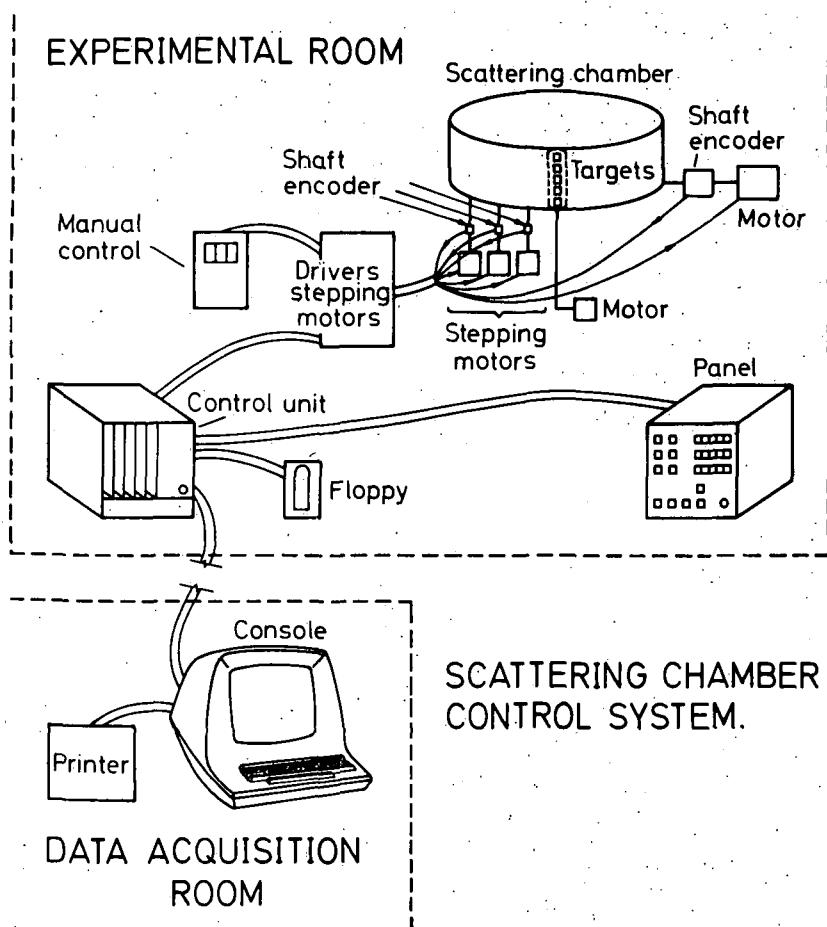 EXPERIMENTAL ROOM
Scattering chamber
Shaft
encoder
Targets
Motor
Shaft
encoder
Manual
control
Drivers
stepping
motors
Stepping
motors
Motor
Panel
Control unit
Floppy
Console
Printer
SCATTERING CHAMBER
CONTROL SYSTEM.
DATA ACQUISITION
ROOM